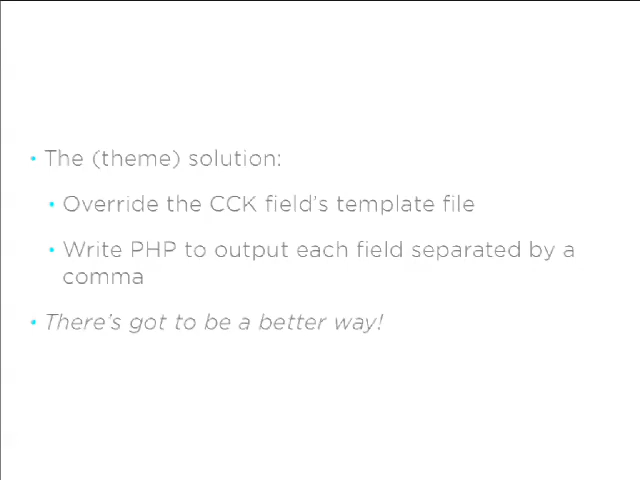 • The (theme) solution:
• Override the CCK field's template file
• Write PHP to output each field separated by a
comma
• There's got to be a better way!